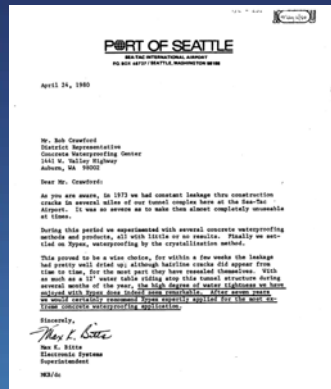 PORT OF SEATTLE
SEA-TAC INTERNATIONAL AIRPORT
PO BOX 68727 / SEATTLE, WASHINGTON 98188
April 24, 1980
Mr. Bob Crawford
District Representative
Concrete Waterproofing Center
1441 W. Valley Highway
Auburn, WA 98002
Dear Mr. Crawford:
As you are aware, in 1973 we had constant leakage thru construction
cracks in several miles of our tunnel complex here at the Sea-Tac
Airport. It was so severe as to make them almost completely unuseable
at times.
During this period we experimented with several concrete waterproofing
methods and products, all with little or no results. Finally we set-
tled on Xypex, waterproofing by the crystallization method.
This proved to be a wise choice, for within a few weeks the leakage
had pretty well dried up; although hairline cracks did appear from
time to time, for the most part they have resealed themselves. With
as much as a 12' water table riding atop this tunnel structure during
several months of the year, the high degree of water tightness we have
enjoyed with Xypex does indeed seem remarkable. After seven years
we would certainly recommend Xypex expertly applied for the most ex-
treme concrete waterproofing application.
Sincerely,
Max K. Bitts
Max K. Bitts
Electronic Systems
Superintendent
MKB/dc